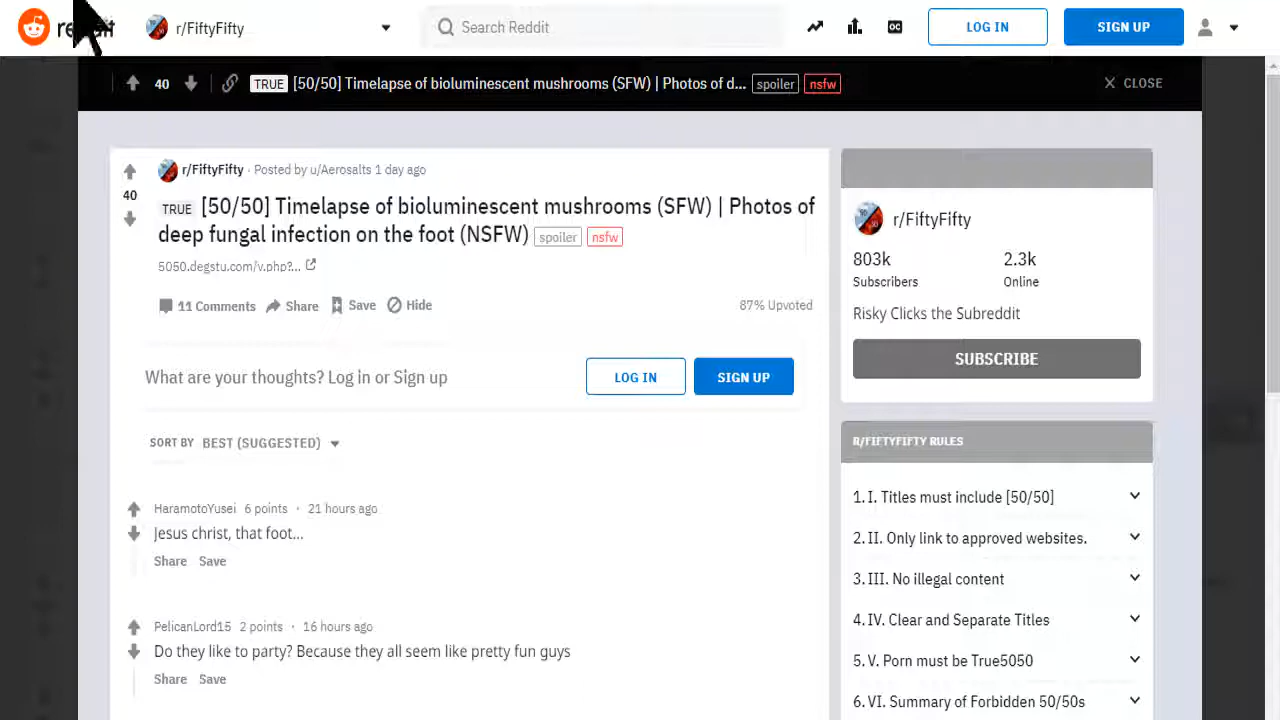 reddit r/FiftyFifty Search Reddit LOG IN SIGN UP
40 TRUE [50/50] Timelapse of bioluminescent mushrooms (SFW) | Photos of d... spoiler nsfw CLOSE
r/FiftyFifty · Posted by u/Aerosalts 1 day ago
40
TRUE [50/50] Timelapse of bioluminescent mushrooms (SFW) | Photos of
deep fungal infection on the foot (NSFW) spoiler nsfw
5050.degstu.com/v.php?...
11 Comments Share Save Hide 87% Upvoted
What are your thoughts? Log in or Sign up LOG IN SIGN UP
SORT BY BEST (SUGGESTED)
HaramotoYusei 6 points · 21 hours ago
Jesus christ, that foot...
Share Save
PelicanLord15 2 points · 16 hours ago
Do they like to party? Because they all seem like pretty fun guys
Share Save
r/FiftyFifty
803k 2.3k
Subscribers Online
Risky Clicks the Subreddit
SUBSCRIBE
R/FIFTYFIFTY RULES
1. I. Titles must include [50/50]
2. II. Only link to approved websites.
3. III. No illegal content
4. IV. Clear and Separate Titles
5. V. Porn must be True5050
6. VI. Summary of Forbidden 50/50s